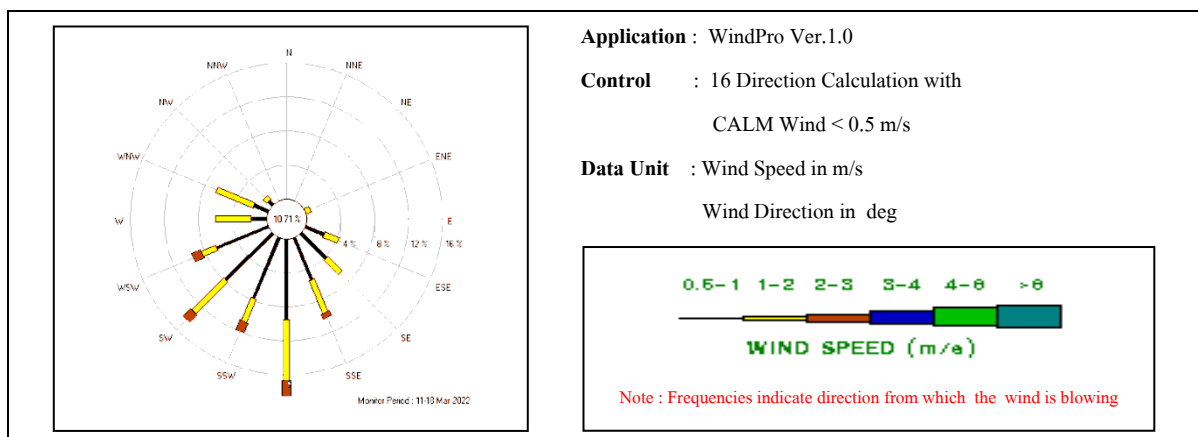 N
NNW
NNE
NW
NE
WNW
ENE
W
10.71 %
E
4 %
8 %
12 %
16 %
WSW
ESE
SW
SE
SSW
SSE
Monitor Period : 11-18 Mar 2022
Application : WindPro Ver.1.0
Control : 16 Direction Calculation with
CALM Wind < 0.5 m/s
Data Unit : Wind Speed in m/s
Wind Direction in deg
0.5-1 1-2 2-3 3-4 4-6 >6
WIND SPEED (m/s)
Note : Frequencies indicate direction from which the wind is blowing